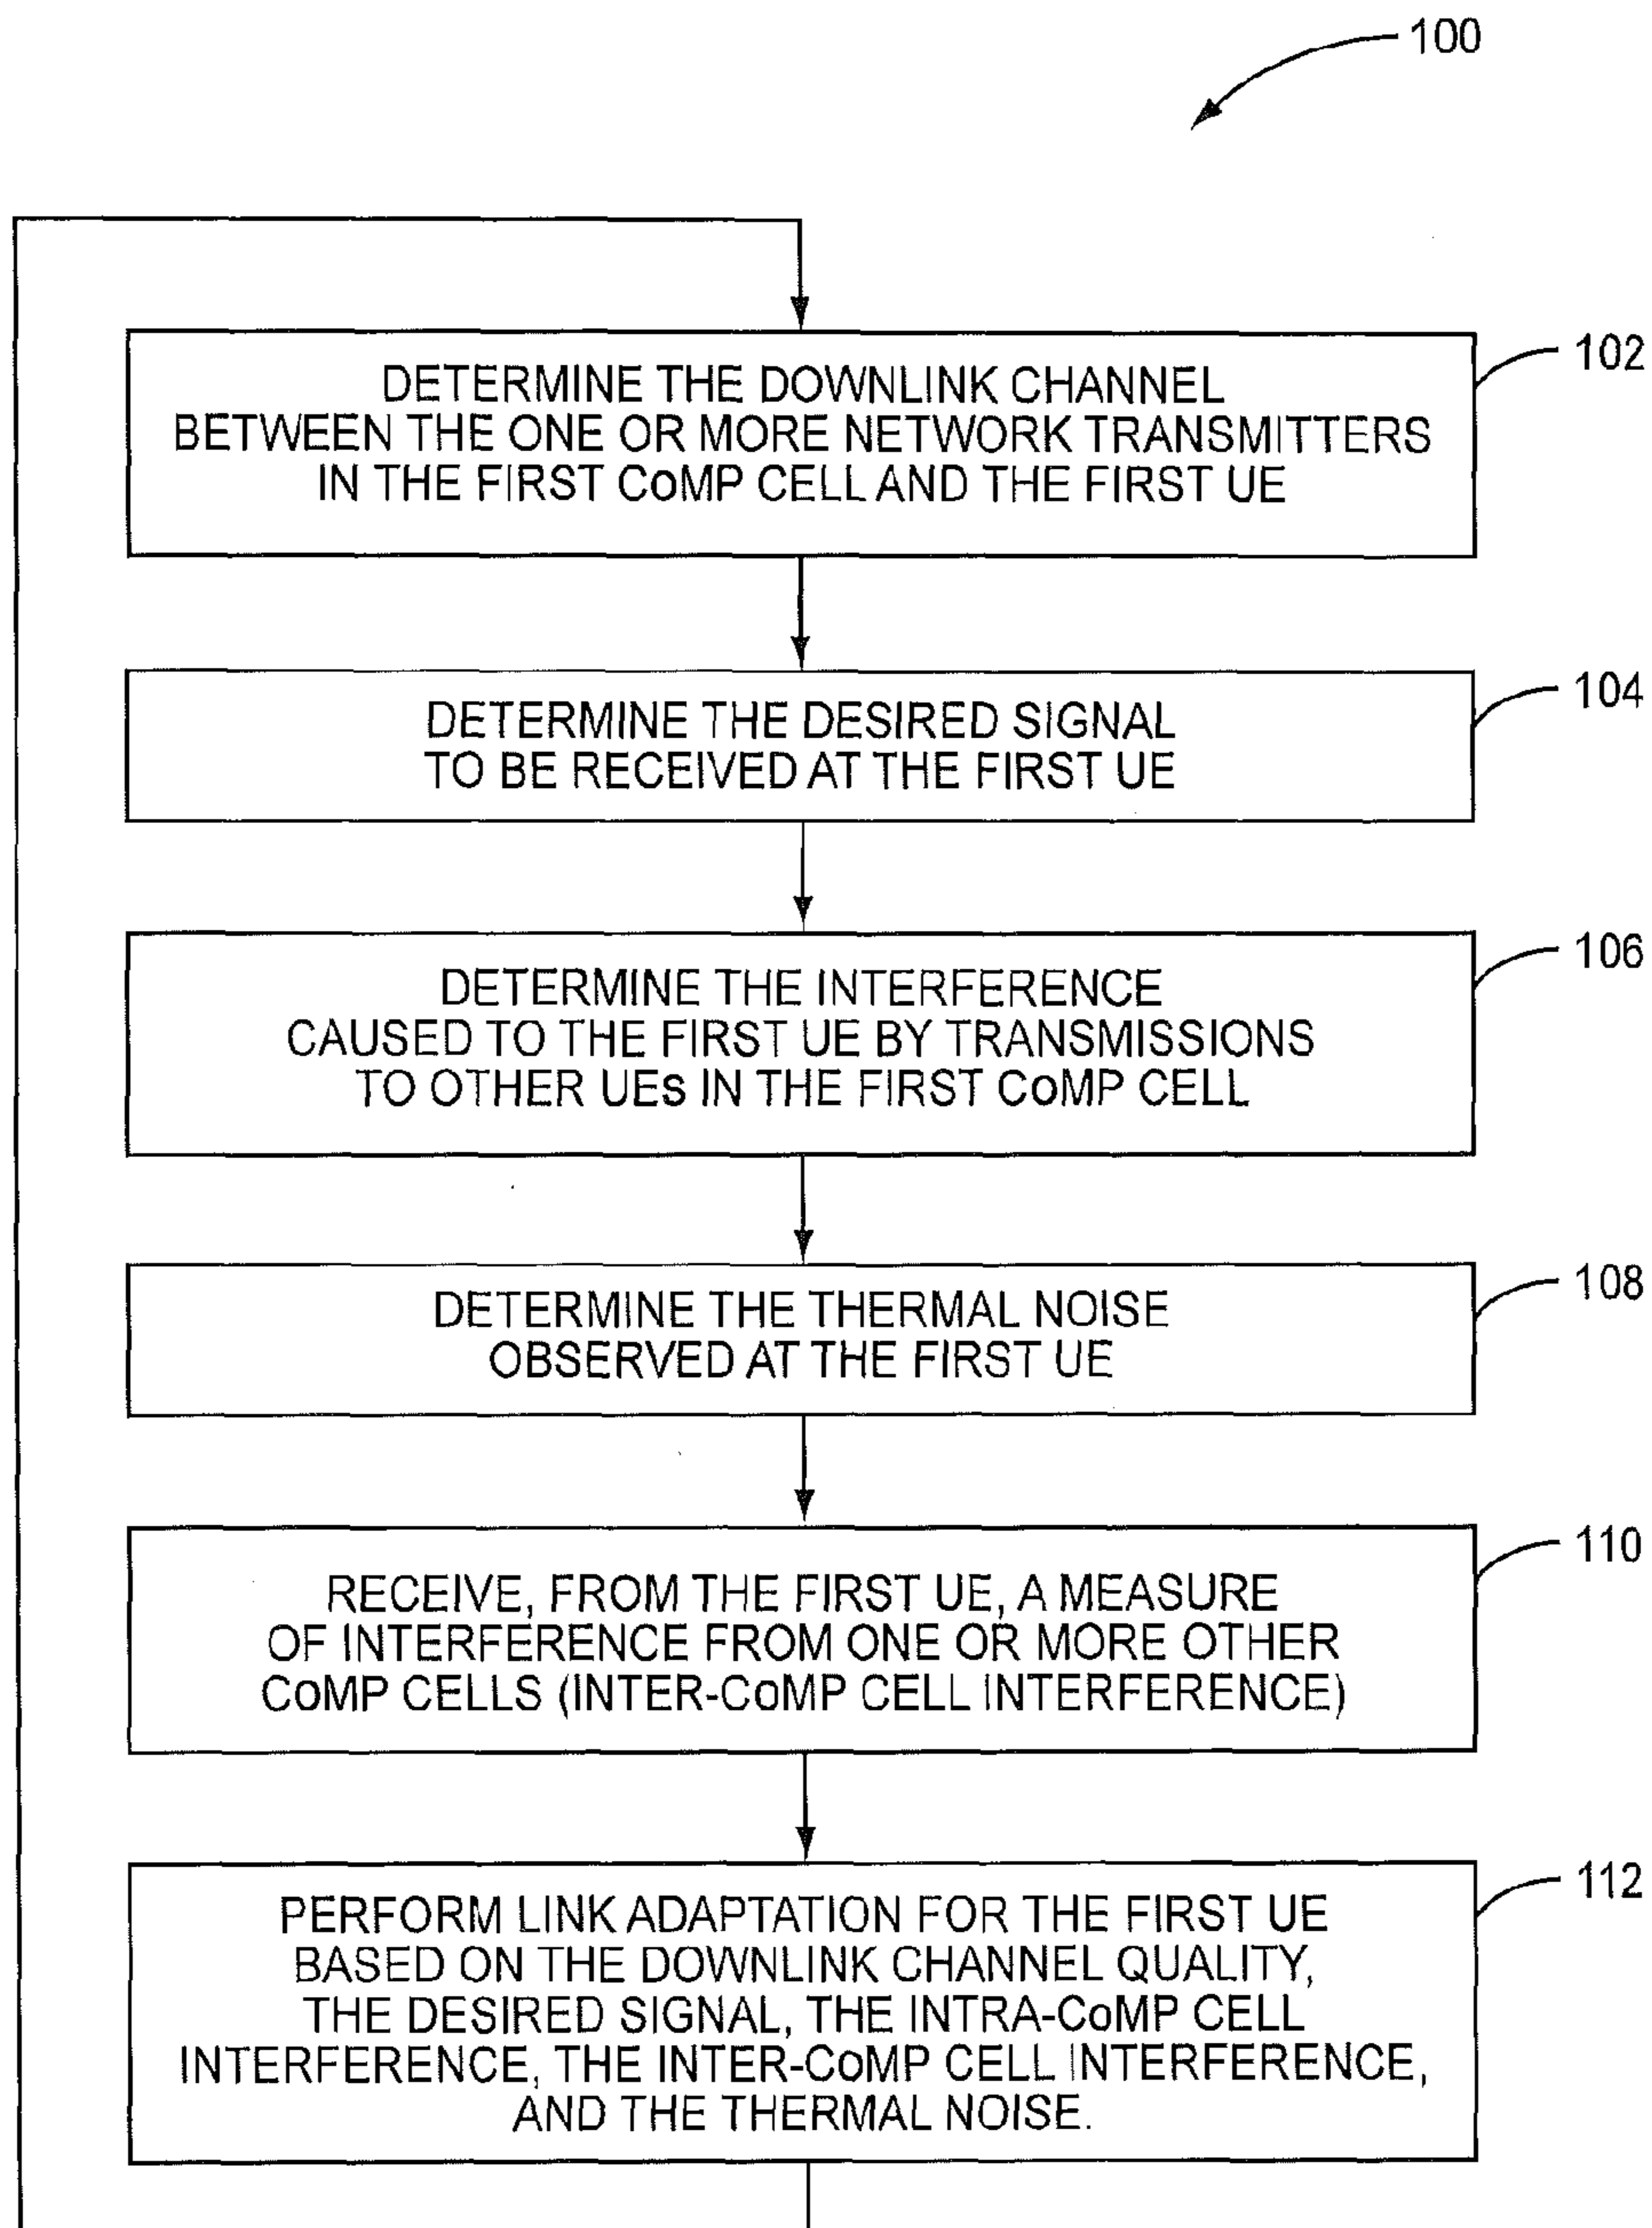 100
102
DETERMINE THE DOWNLINK CHANNEL
BETWEEN THE ONE OR MORE NETWORK TRANSMITTERS
IN THE FIRST CoMP CELL AND THE FIRST UE
104
DETERMINE THE DESIRED SIGNAL
TO BE RECEIVED AT THE FIRST UE
106
DETERMINE THE INTERFERENCE
CAUSED TO THE FIRST UE BY TRANSMISSIONS
TO OTHER UEs IN THE FIRST CoMP CELL
108
DETERMINE THE THERMAL NOISE
OBSERVED AT THE FIRST UE
110
RECEIVE, FROM THE FIRST UE, A MEASURE
OF INTERFERENCE FROM ONE OR MORE OTHER
CoMP CELLS (INTER-CoMP CELL INTERFERENCE)
112
PERFORM LINK ADAPTATION FOR THE FIRST UE
BASED ON THE DOWNLINK CHANNEL QUALITY,
THE DESIRED SIGNAL, THE INTRA-CoMP CELL
INTERFERENCE, THE INTER-CoMP CELL INTERFERENCE,
AND THE THERMAL NOISE.